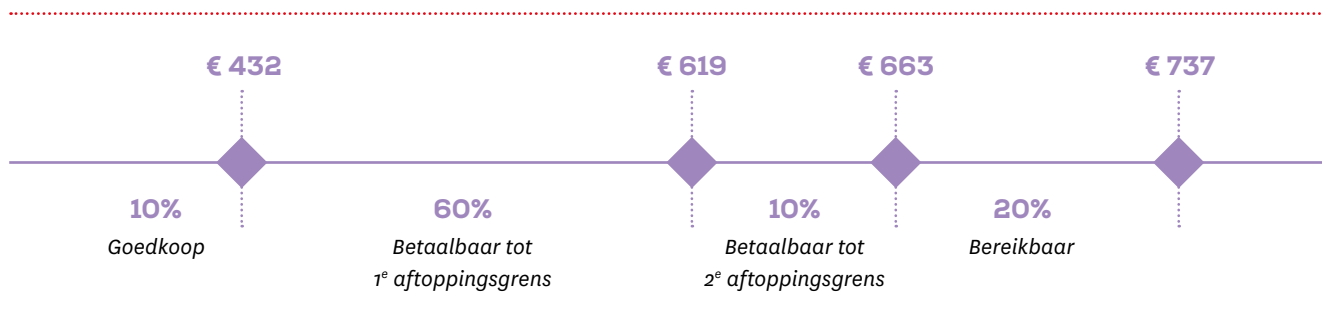 € 432
€ 619
€ 663
€ 737
10%
60%
10%
20%
Goedkoop
Betaalbaar tot
1e aftoppingsgrens
Betaalbaar tot
2e aftoppingsgrens
Bereikbaar